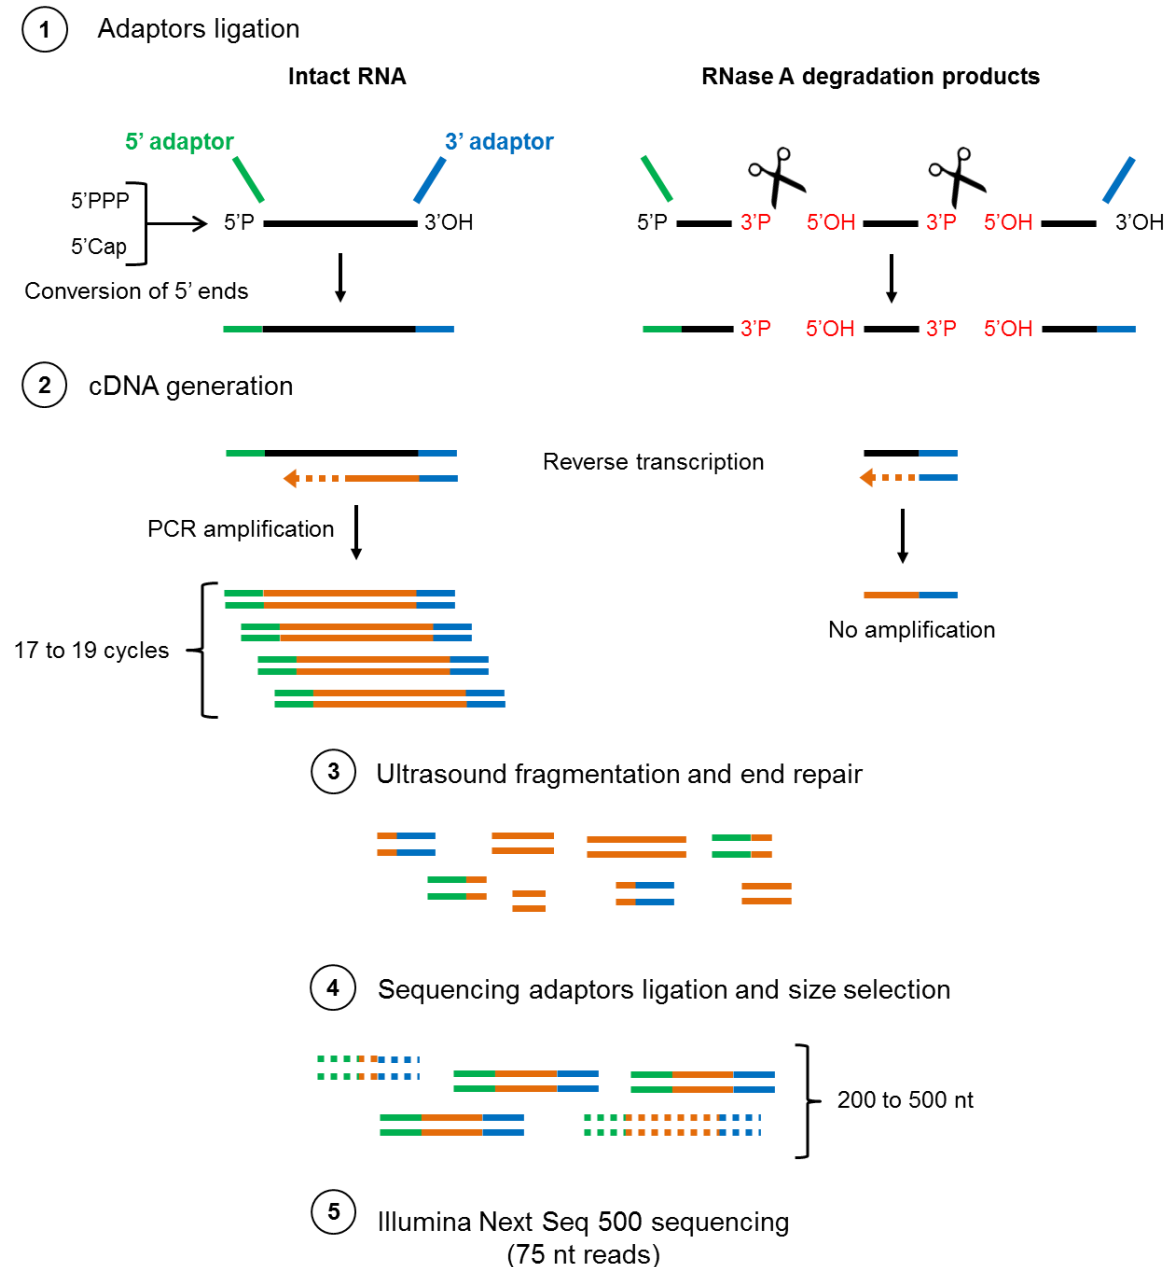 1 Adaptors ligation
Intact RNA
RNase A degradation products
5’ adaptor
3’ adaptor
5’PPP
5’Cap
5’P
3’OH
5’P
3’P
5’OH
3’P
5’OH
3’OH
Conversion of 5’ ends
3’P
5’OH
3’P
5’OH
2 cDNA generation
Reverse transcription
PCR amplification
17 to 19 cycles
No amplification
3 Ultrasound fragmentation and end repair
4 Sequencing adaptors ligation and size selection
200 to 500 nt
5 Illumina Next Seq 500 sequencing
(75 nt reads)